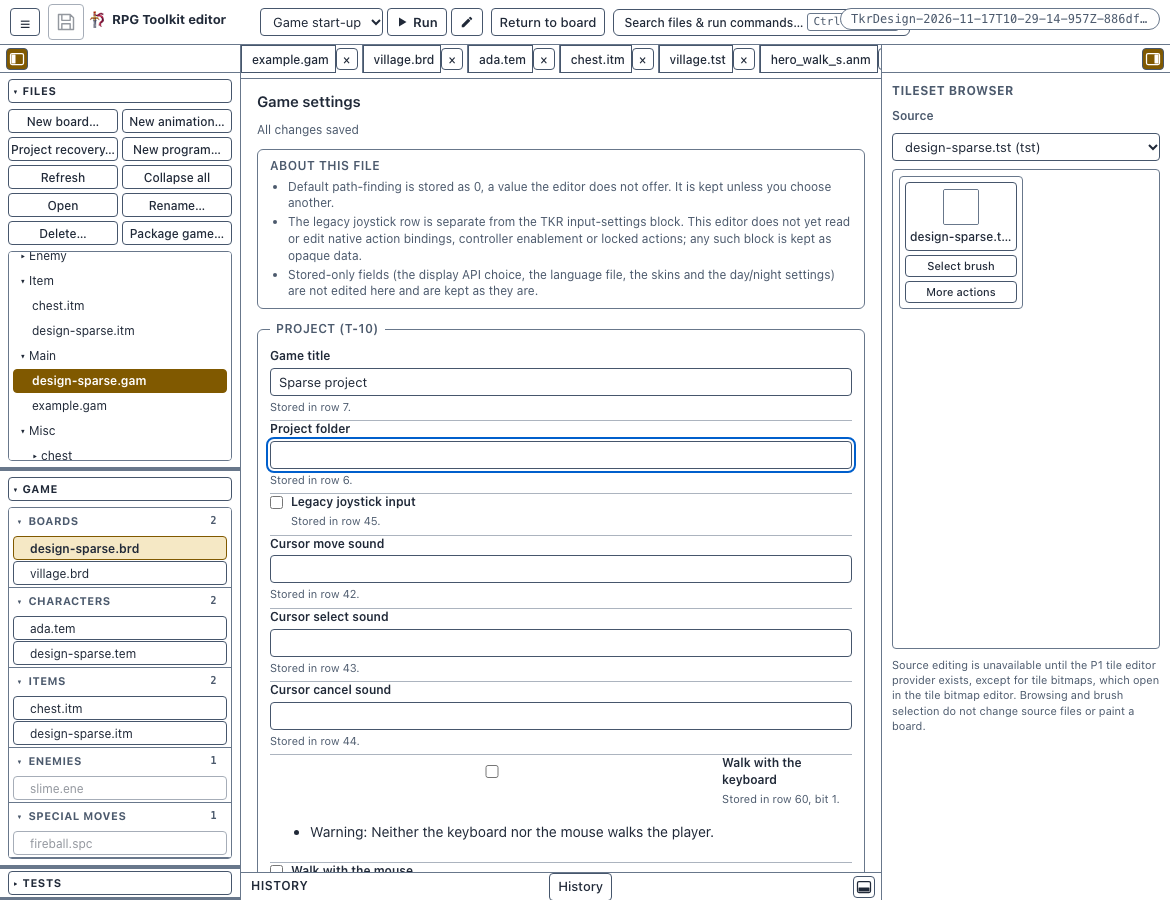 RPG Toolkit editor
Game start-up
Run
Return to board
Search files & run commands...
TkrDesign-2026-11-17T10-29-14-957Z-886df…
example.gam ×
village.brd ×
ada.tem ×
chest.itm ×
village.tst ×
hero_walk_s.anm
FILES
New board... New animation...
Project recovery... New program...
Refresh Collapse all
Open Rename...
Delete... Package game...
Enemy
Item
chest.itm
design-sparse.itm
Main
design-sparse.gam
example.gam
Misc
chest
GAME
BOARDS 2
design-sparse.brd
village.brd
CHARACTERS 2
ada.tem
design-sparse.tem
ITEMS 2
chest.itm
design-sparse.itm
ENEMIES 1
slime.ene
SPECIAL MOVES 1
fireball.spc
TESTS
Game settings
All changes saved
ABOUT THIS FILE
• Default path-finding is stored as 0, a value the editor does not offer. It is kept unless you choose
another.
• The legacy joystick row is separate from the TKR input-settings block. This editor does not yet read
or edit native action bindings, controller enablement or locked actions; any such block is kept as
opaque data.
• Stored-only fields (the display API choice, the language file, the skins and the day/night settings)
are not edited here and are kept as they are.
PROJECT (T-10)
Game title
Sparse project
Stored in row 7.
Project folder
Stored in row 6.
Legacy joystick input
Stored in row 45.
Cursor move sound
Stored in row 42.
Cursor select sound
Stored in row 43.
Cursor cancel sound
Stored in row 44.
Walk with the
keyboard
Stored in row 60, bit 1.
• Warning: Neither the keyboard nor the mouse walks the player.
Walk with the mouse
HISTORY
History
TILESET BROWSER
Source
design-sparse.tst (tst)
design-sparse.t...
Select brush
More actions
Source editing is unavailable until the P1 tile editor
provider exists, except for tile bitmaps, which open
in the tile bitmap editor. Browsing and brush
selection do not change source files or paint a
board.